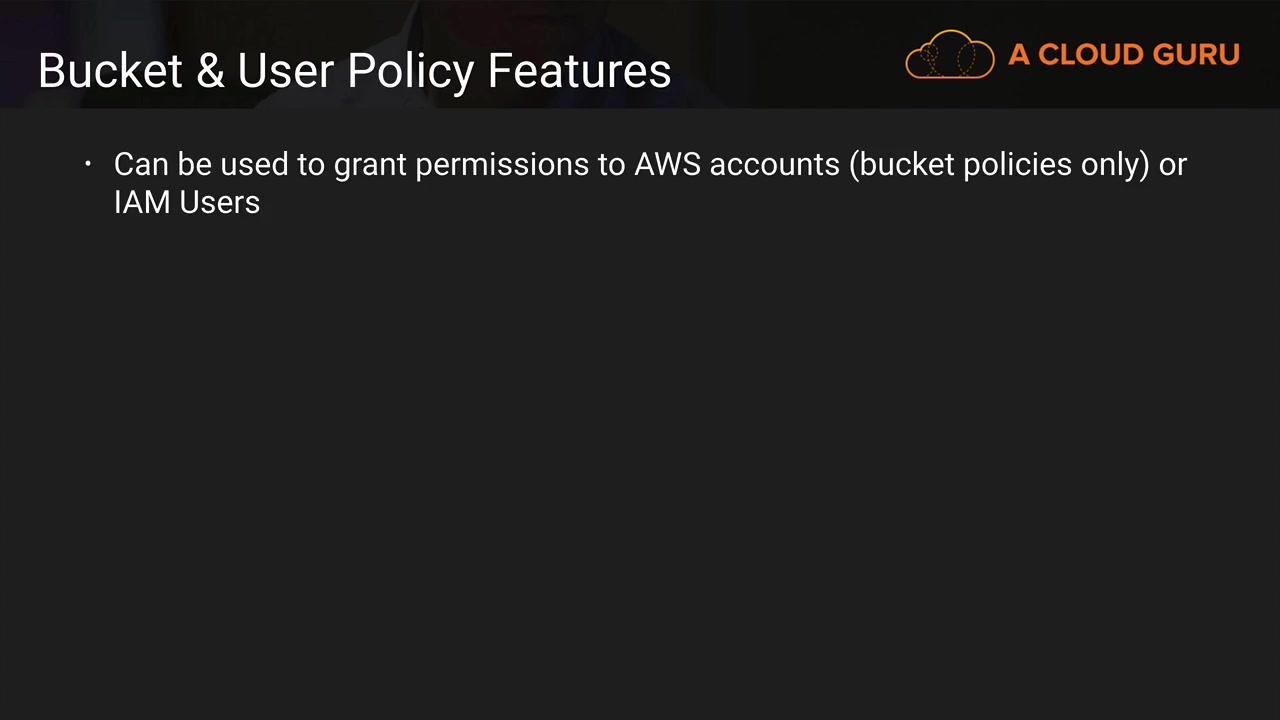 Bucket & User Policy Features
A CLOUD GURU
• Can be used to grant permissions to AWS accounts (bucket policies only) or
IAM Users